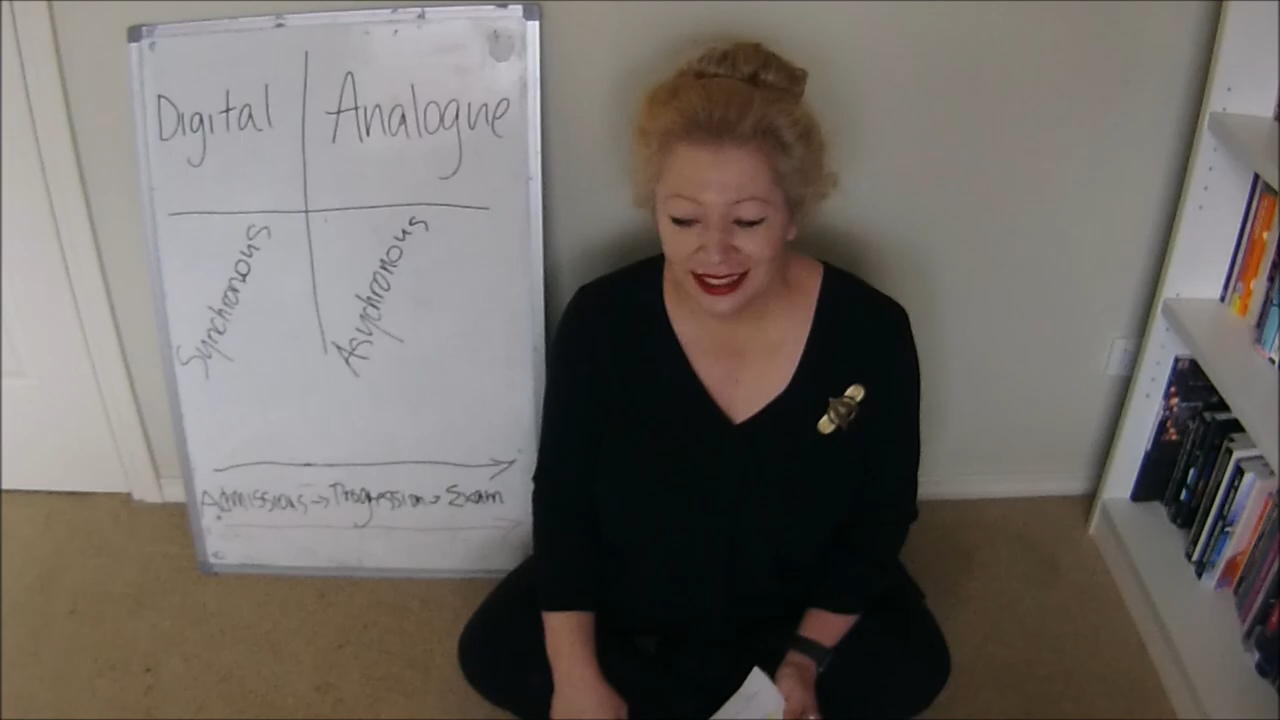 Digital Analogue
Synchronous Asychronous
Admissions → Progression → Exam